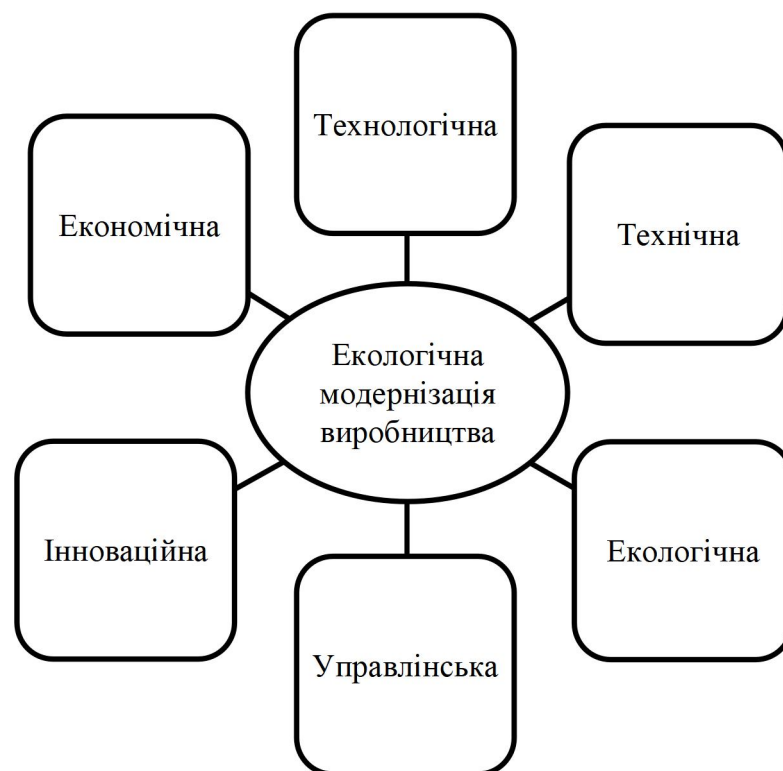 Технологічна
Економічна
Технічна
Екологічна
модернізація
виробництва
Інноваційна
Екологічна
Управлінська